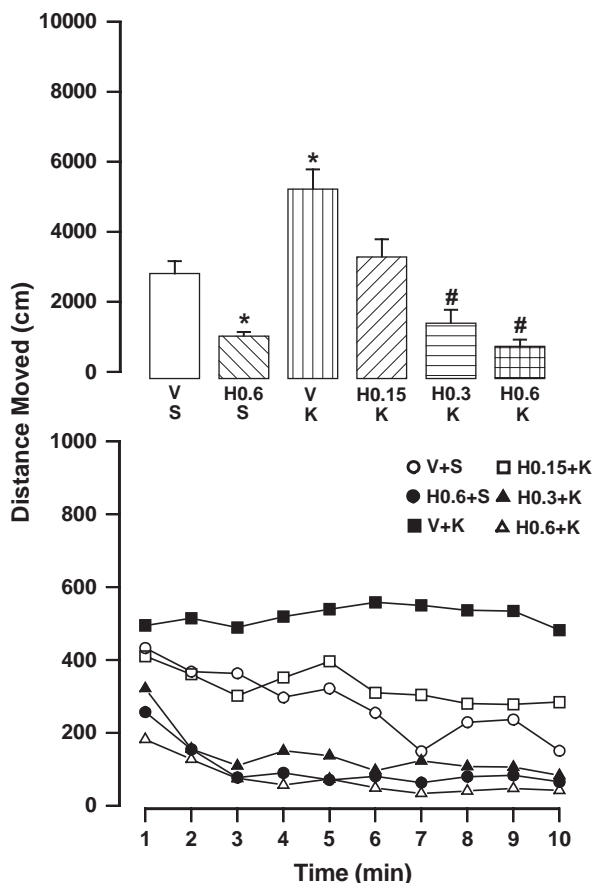 10000
8000
6000
4000
2000
0
*
*
#
#
V H0.6 V H0.15 H0.3 H0.6
S S K K K K
Distance Moved (cm)
1000
800
600
400
200
0
V+S H0.15+K
H0.6+S H0.3+K
V+K H0.6+K
1 2 3 4 5 6 7 8 9 10
Time (min)